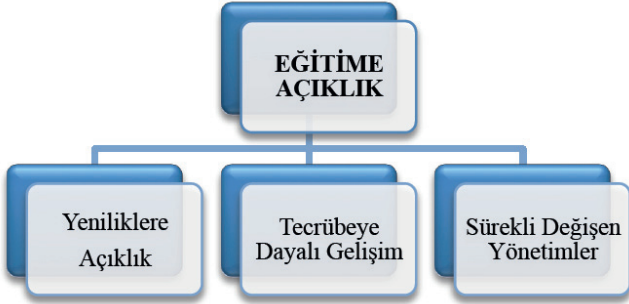 EĞİTİME
AÇIKLIK
Yeniliklere
Açıklık
Tecrübeye
Dayalı Gelişim
Sürekli Değişen
Yönetimler